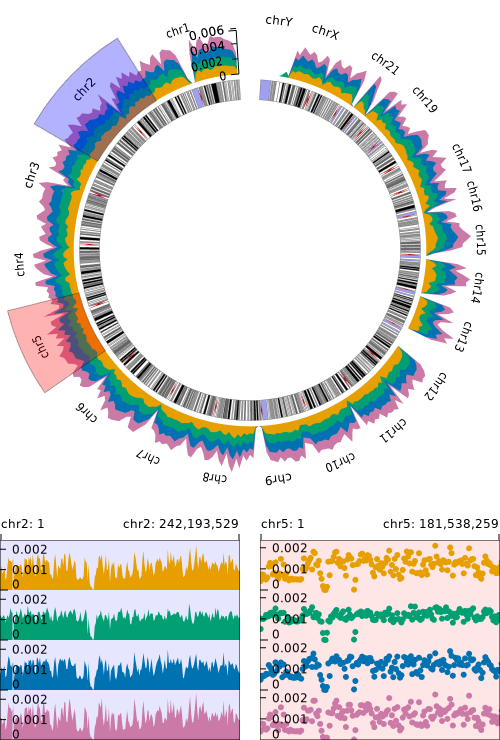 chrY
chrX
chr1
0.006
0.004
0.002
0
chr21
chr19
chr2
chr17
chr3
chr16
chr15
chr4
chr14
chr13
chr5
chr12
chr6
chr11
chr7
chr10
chr8
chr9
chr2: 1
chr2: 242,193,529
chr5: 1
chr5: 181,538,259
0.002
0.001
0
0.002
0.001
0
0.002
0.001
0
0.002
0.001
0
0.002
0.001
0
0.002
0.001
0
0.002
0.001
0
0.002
0.001
0